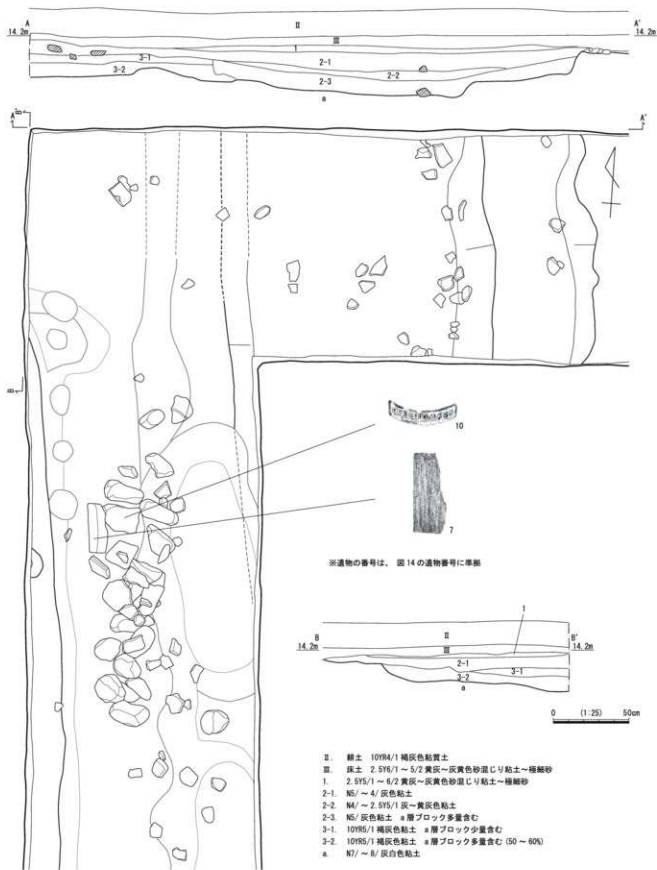 A
14.2m
Ⅱ
A'
14.2m
Ⅲ
1
3-1
2-1
3-2
2-2
2-3
a
A
B'
A'
B
10
7
※遺物の番号は、図14の遺物番号に準拠
1
B
14.2m
Ⅱ
Ⅲ
B'
14.2m
2-1
3-1
3-2
a
0 (1:25) 50cm
Ⅱ. 耕土 10YR4/1 褐灰色粘質土
Ⅲ. 床土 2.5Y6/1 ~ 5/2 黄灰~灰黄色砂混じり粘土~極細砂
1. 2.5Y5/1 ~ 6/2 黄灰~灰黄色砂混じり粘土~極細砂
2-1. N5/ ~ 4/ 灰色粘土
2-2. N4/ ~ 2.5Y5/1 灰~黄灰色粘土
2-3. N5/ 灰色粘土 a 層ブロック多量含む
3-1. 10YR5/1 褐灰色粘土 a 層ブロック少量含む
3-2. 10YR5/1 褐灰色粘土 a 層ブロック多量含む (50 ~ 60%)
a. N7/ ~ 8/ 灰白色粘土